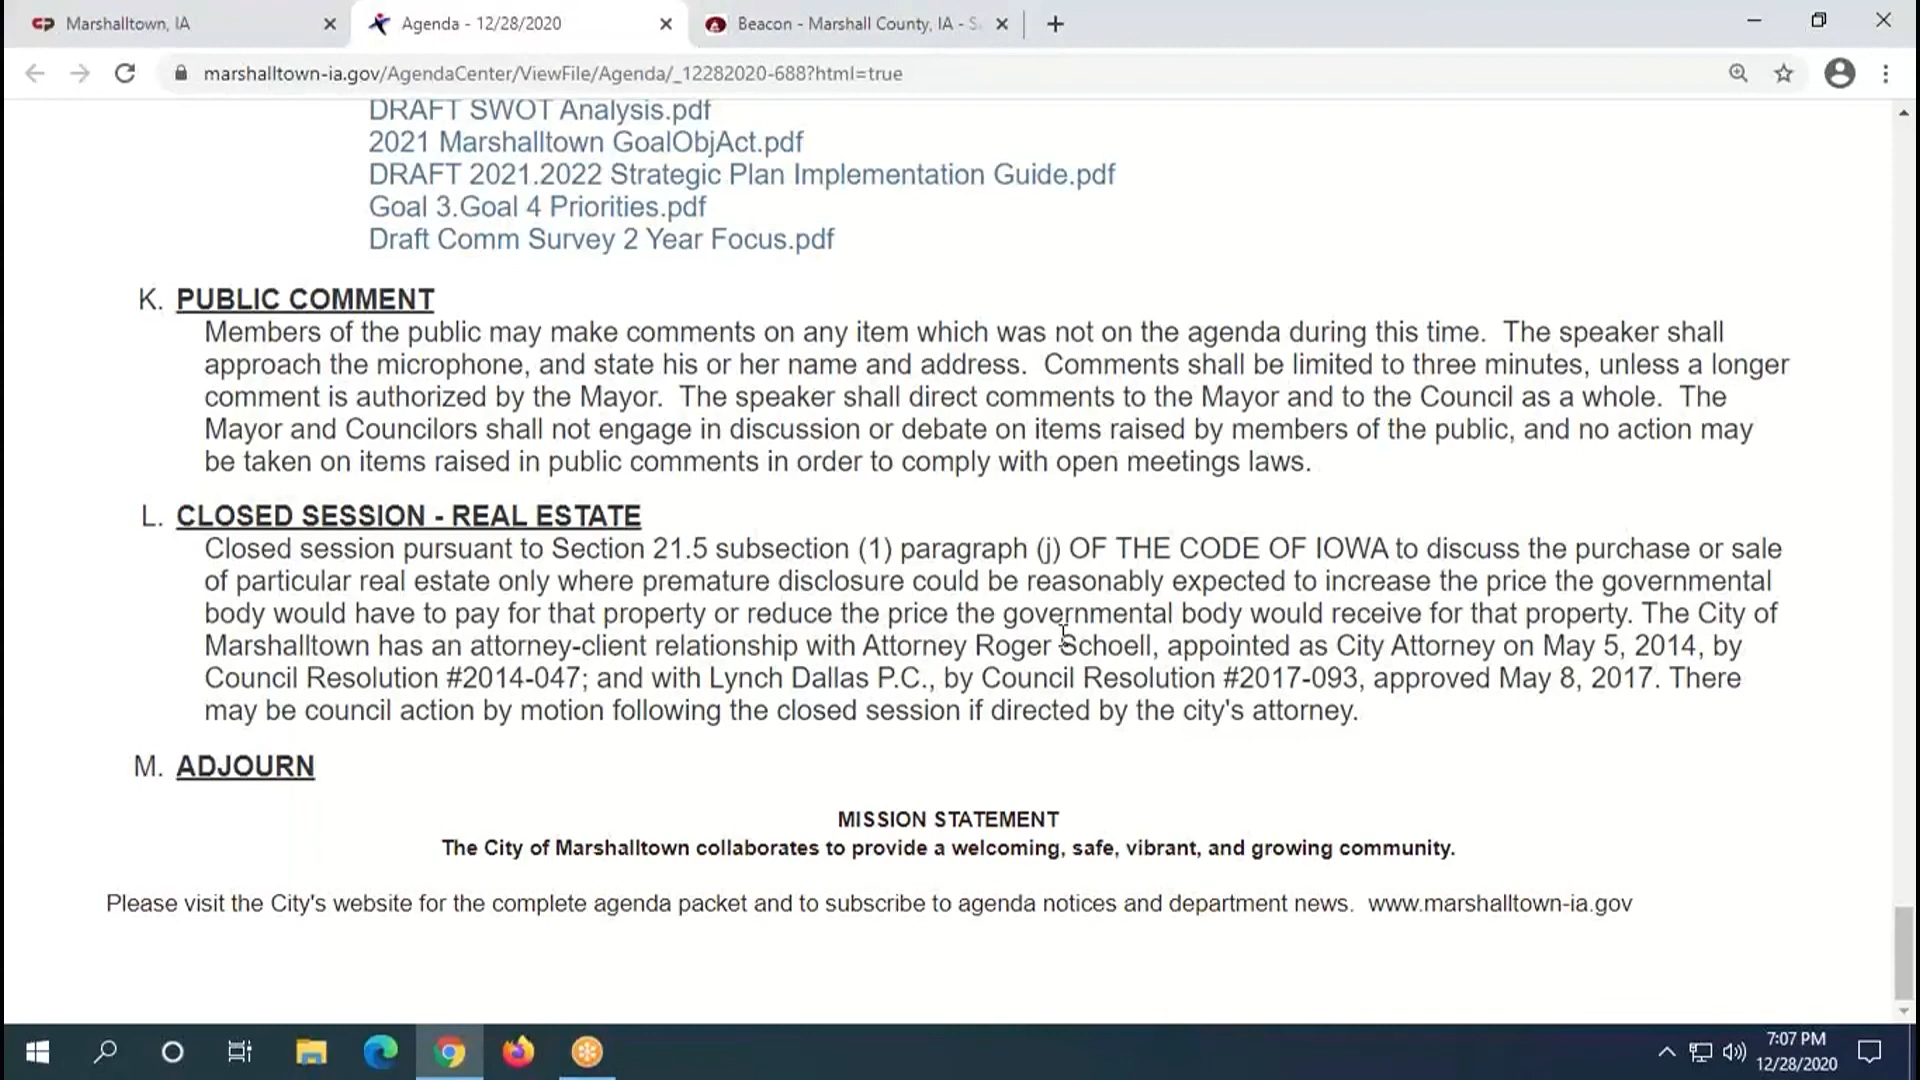 Marshalltown, IA
Agenda - 12/28/2020
Beacon - Marshall County, IA - S
marshalltown-ia.gov/AgendaCenter/ViewFile/Agenda/_12282020-688?html=true
DRAFT SWOT Analysis.pdf
2021 Marshalltown GoalObjAct.pdf
DRAFT 2021.2022 Strategic Plan Implementation Guide.pdf
Goal 3.Goal 4 Priorities.pdf
Draft Comm Survey 2 Year Focus.pdf
K. PUBLIC COMMENT
Members of the public may make comments on any item which was not on the agenda during this time.  The speaker shall
approach the microphone, and state his or her name and address.  Comments shall be limited to three minutes, unless a longer
comment is authorized by the Mayor.  The speaker shall direct comments to the Mayor and to the Council as a whole.  The
Mayor and Councilors shall not engage in discussion or debate on items raised by members of the public, and no action may
be taken on items raised in public comments in order to comply with open meetings laws.
L. CLOSED SESSION - REAL ESTATE
Closed session pursuant to Section 21.5 subsection (1) paragraph (j) OF THE CODE OF IOWA to discuss the purchase or sale
of particular real estate only where premature disclosure could be reasonably expected to increase the price the governmental
body would have to pay for that property or reduce the price the governmental body would receive for that property. The City of
Marshalltown has an attorney-client relationship with Attorney Roger Schoell, appointed as City Attorney on May 5, 2014, by
Council Resolution #2014-047; and with Lynch Dallas P.C., by Council Resolution #2017-093, approved May 8, 2017. There
may be council action by motion following the closed session if directed by the city's attorney.
M. ADJOURN
MISSION STATEMENT
The City of Marshalltown collaborates to provide a welcoming, safe, vibrant, and growing community.
Please visit the City's website for the complete agenda packet and to subscribe to agenda notices and department news.  www.marshalltown-ia.gov
7:07 PM
12/28/2020